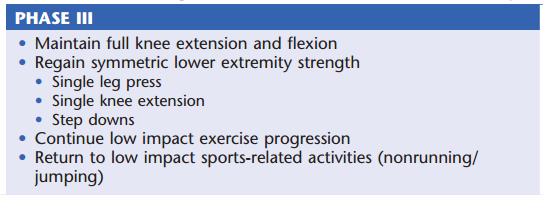 PHASE III
• Maintain full knee extension and flexion
• Regain symmetric lower extremity strength
• Single leg press
• Single knee extension
• Step downs
• Continue low impact exercise progression
• Return to low impact sports-related activities (nonrunning/
jumping)